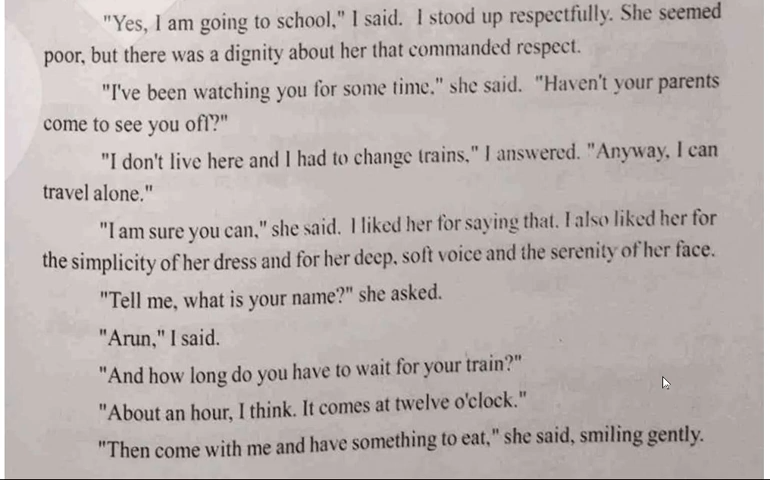 "Yes, I am going to school," I said. I stood up respectfully. She seemed
poor, but there was a dignity about her that commanded respect.
"I've been watching you for some time," she said. "Haven't your parents
come to see you off?"
"I don't live here and I had to change trains," I answered. "Anyway, I can
travel alone."
"I am sure you can," she said. I liked her for saying that. I also liked her for
the simplicity of her dress and for her deep, soft voice and the serenity of her face.
"Tell me, what is your name?" she asked.
"Arun," I said.
"And how long do you have to wait for your train?"
"About an hour, I think. It comes at twelve o'clock."
"Then come with me and have something to eat," she said, smiling gently.